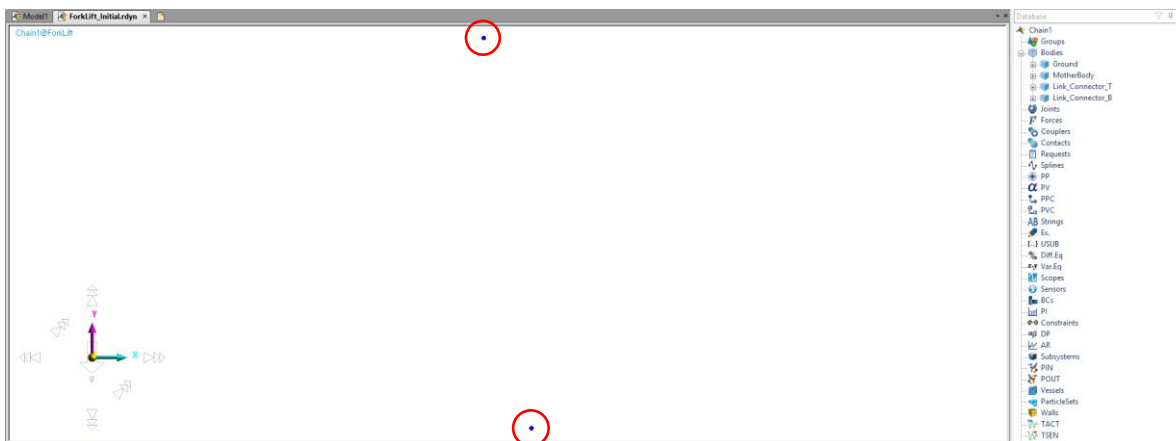 Model1
ForkLift_Initial.rdyn
Database
Chain1@ForkLift
Chain1
Groups
Bodies
Ground
MotherBody
Link_Connector_T
Link_Connector_B
Joints
F Forces
Couplers
Contacts
Requests
Splines
PP
α PV
PPC
PVC
AB Strings
Ex.
{..} USUB
Diff.Eq
x=y Var.Eq
Scopes
Sensors
BCs
PI
Constraints
αβ DP
AR
Subsystems
PIN
POUT
Vessels
ParticleSets
Walls
TACT
TSEN
Y
X
g